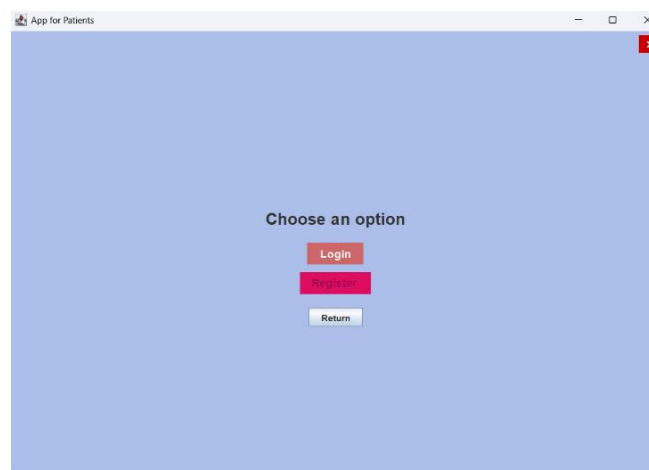 App for Patients
Choose an option
Login
Register
Return